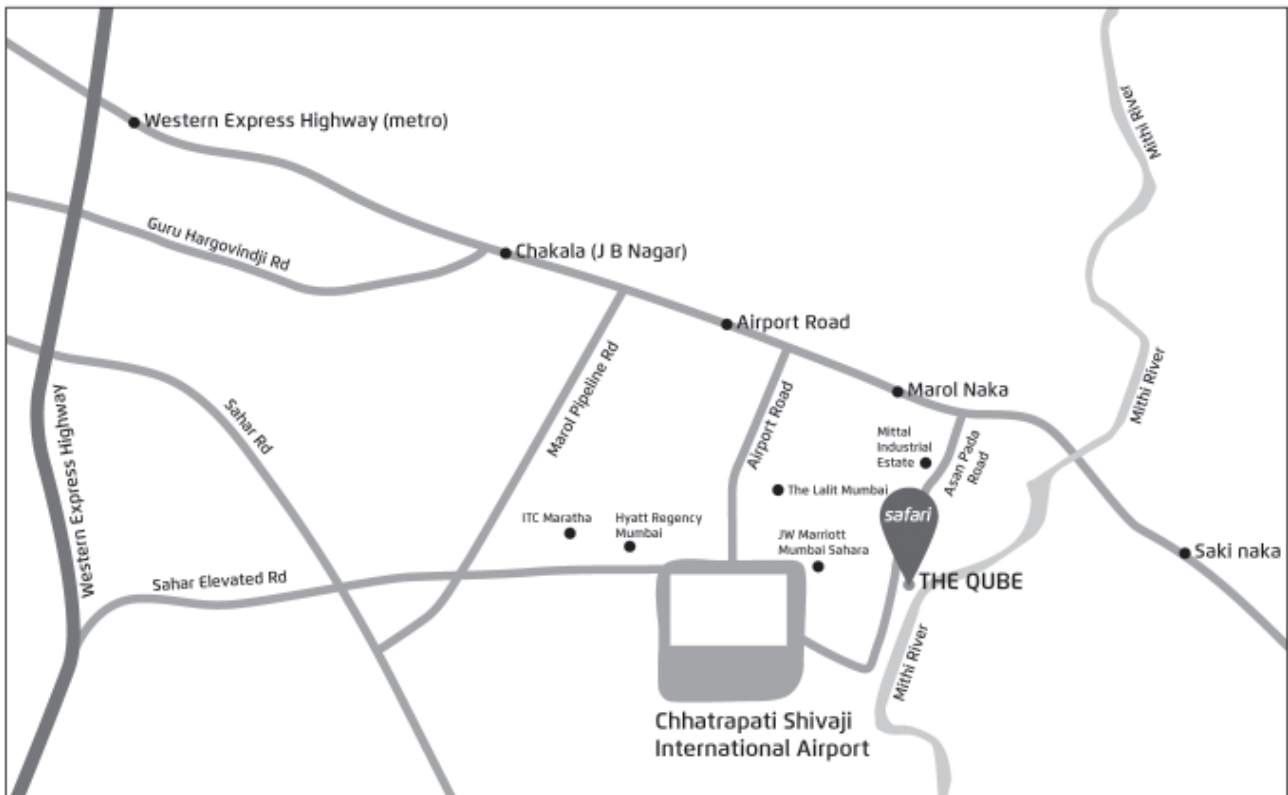 Western Express Highway (metro)
Mithi River
Guru Hargovindji Rd
Chakala (J B Nagar)
Airport Road
Marol Pipeline Rd
Mithi River
Western Express Highway
Sahar Rd
Airport Road
Marol Naka
Mittal
Industrial
Estate
Asan Pada
Road
The Lalit Mumbai
safari
ITC Maratha
Hyatt Regency
Mumbai
JW Marriott
Mumbai Sahara
Saki naka
Sahar Elevated Rd
THE QUBE
Mithi River
Chhatrapati Shivaji
International Airport